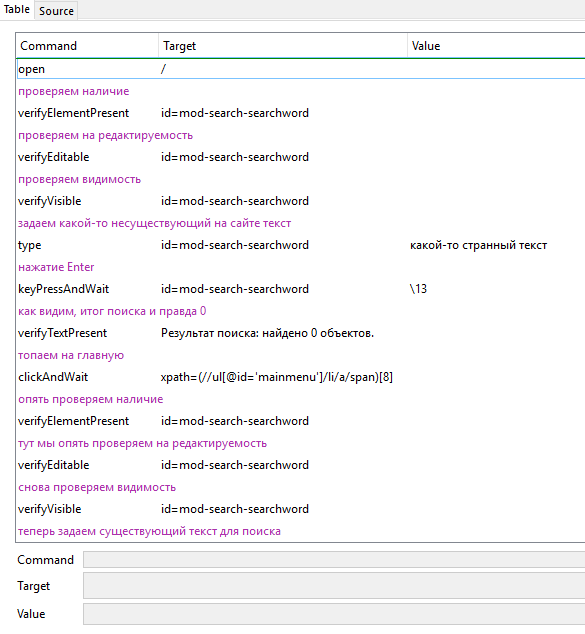 Table Source
Command Target Value
open /
проверяем наличие
verifyElementPresent id=mod-search-searchword
проверяем на редактируемость
verifyEditable id=mod-search-searchword
проверяем видимость
verifyVisible id=mod-search-searchword
задаем какой-то несуществующий на сайте текст
type id=mod-search-searchword какой-то странный текст
нажатие Enter
keyPressAndWait id=mod-search-searchword \13
как видим, итог поиска и правда 0
verifyTextPresent Результат поиска: найдено 0 объектов.
топаем на главную
clickAndWait xpath=(//ul[@id='mainmenu']/li/a/span)[8]
опять проверяем наличие
verifyElementPresent id=mod-search-searchword
тут мы опять проверяем на редактируемость
verifyEditable id=mod-search-searchword
снова проверяем видимость
verifyVisible id=mod-search-searchword
теперь задаем существующий текст для поиска
Command
Target
Value